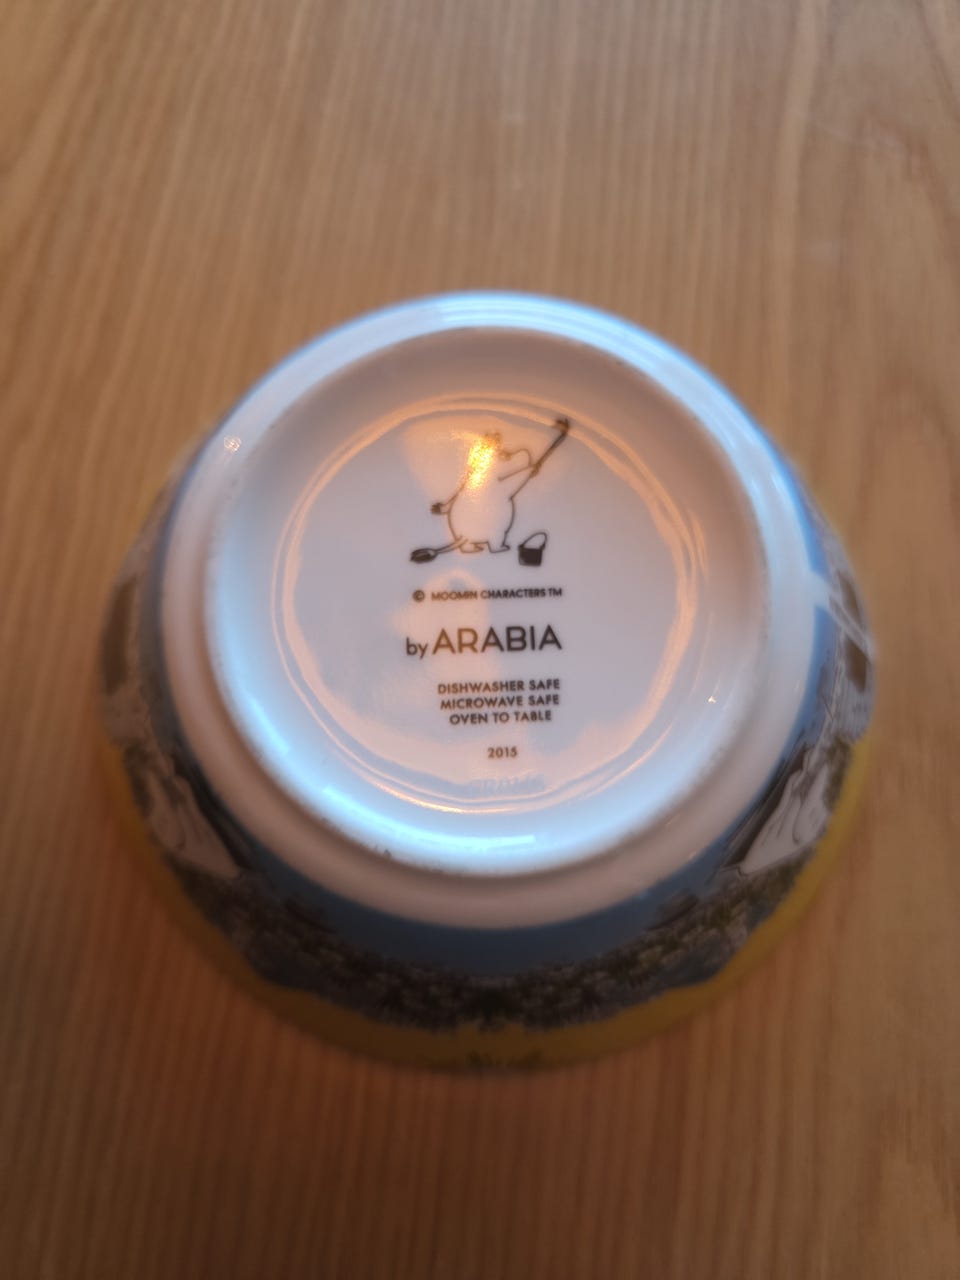 © MOOMIN CHARACTERS TM
by ARABIA
DISHWASHER SAFE
MICROWAVE SAFE
OVEN TO TABLE
2015